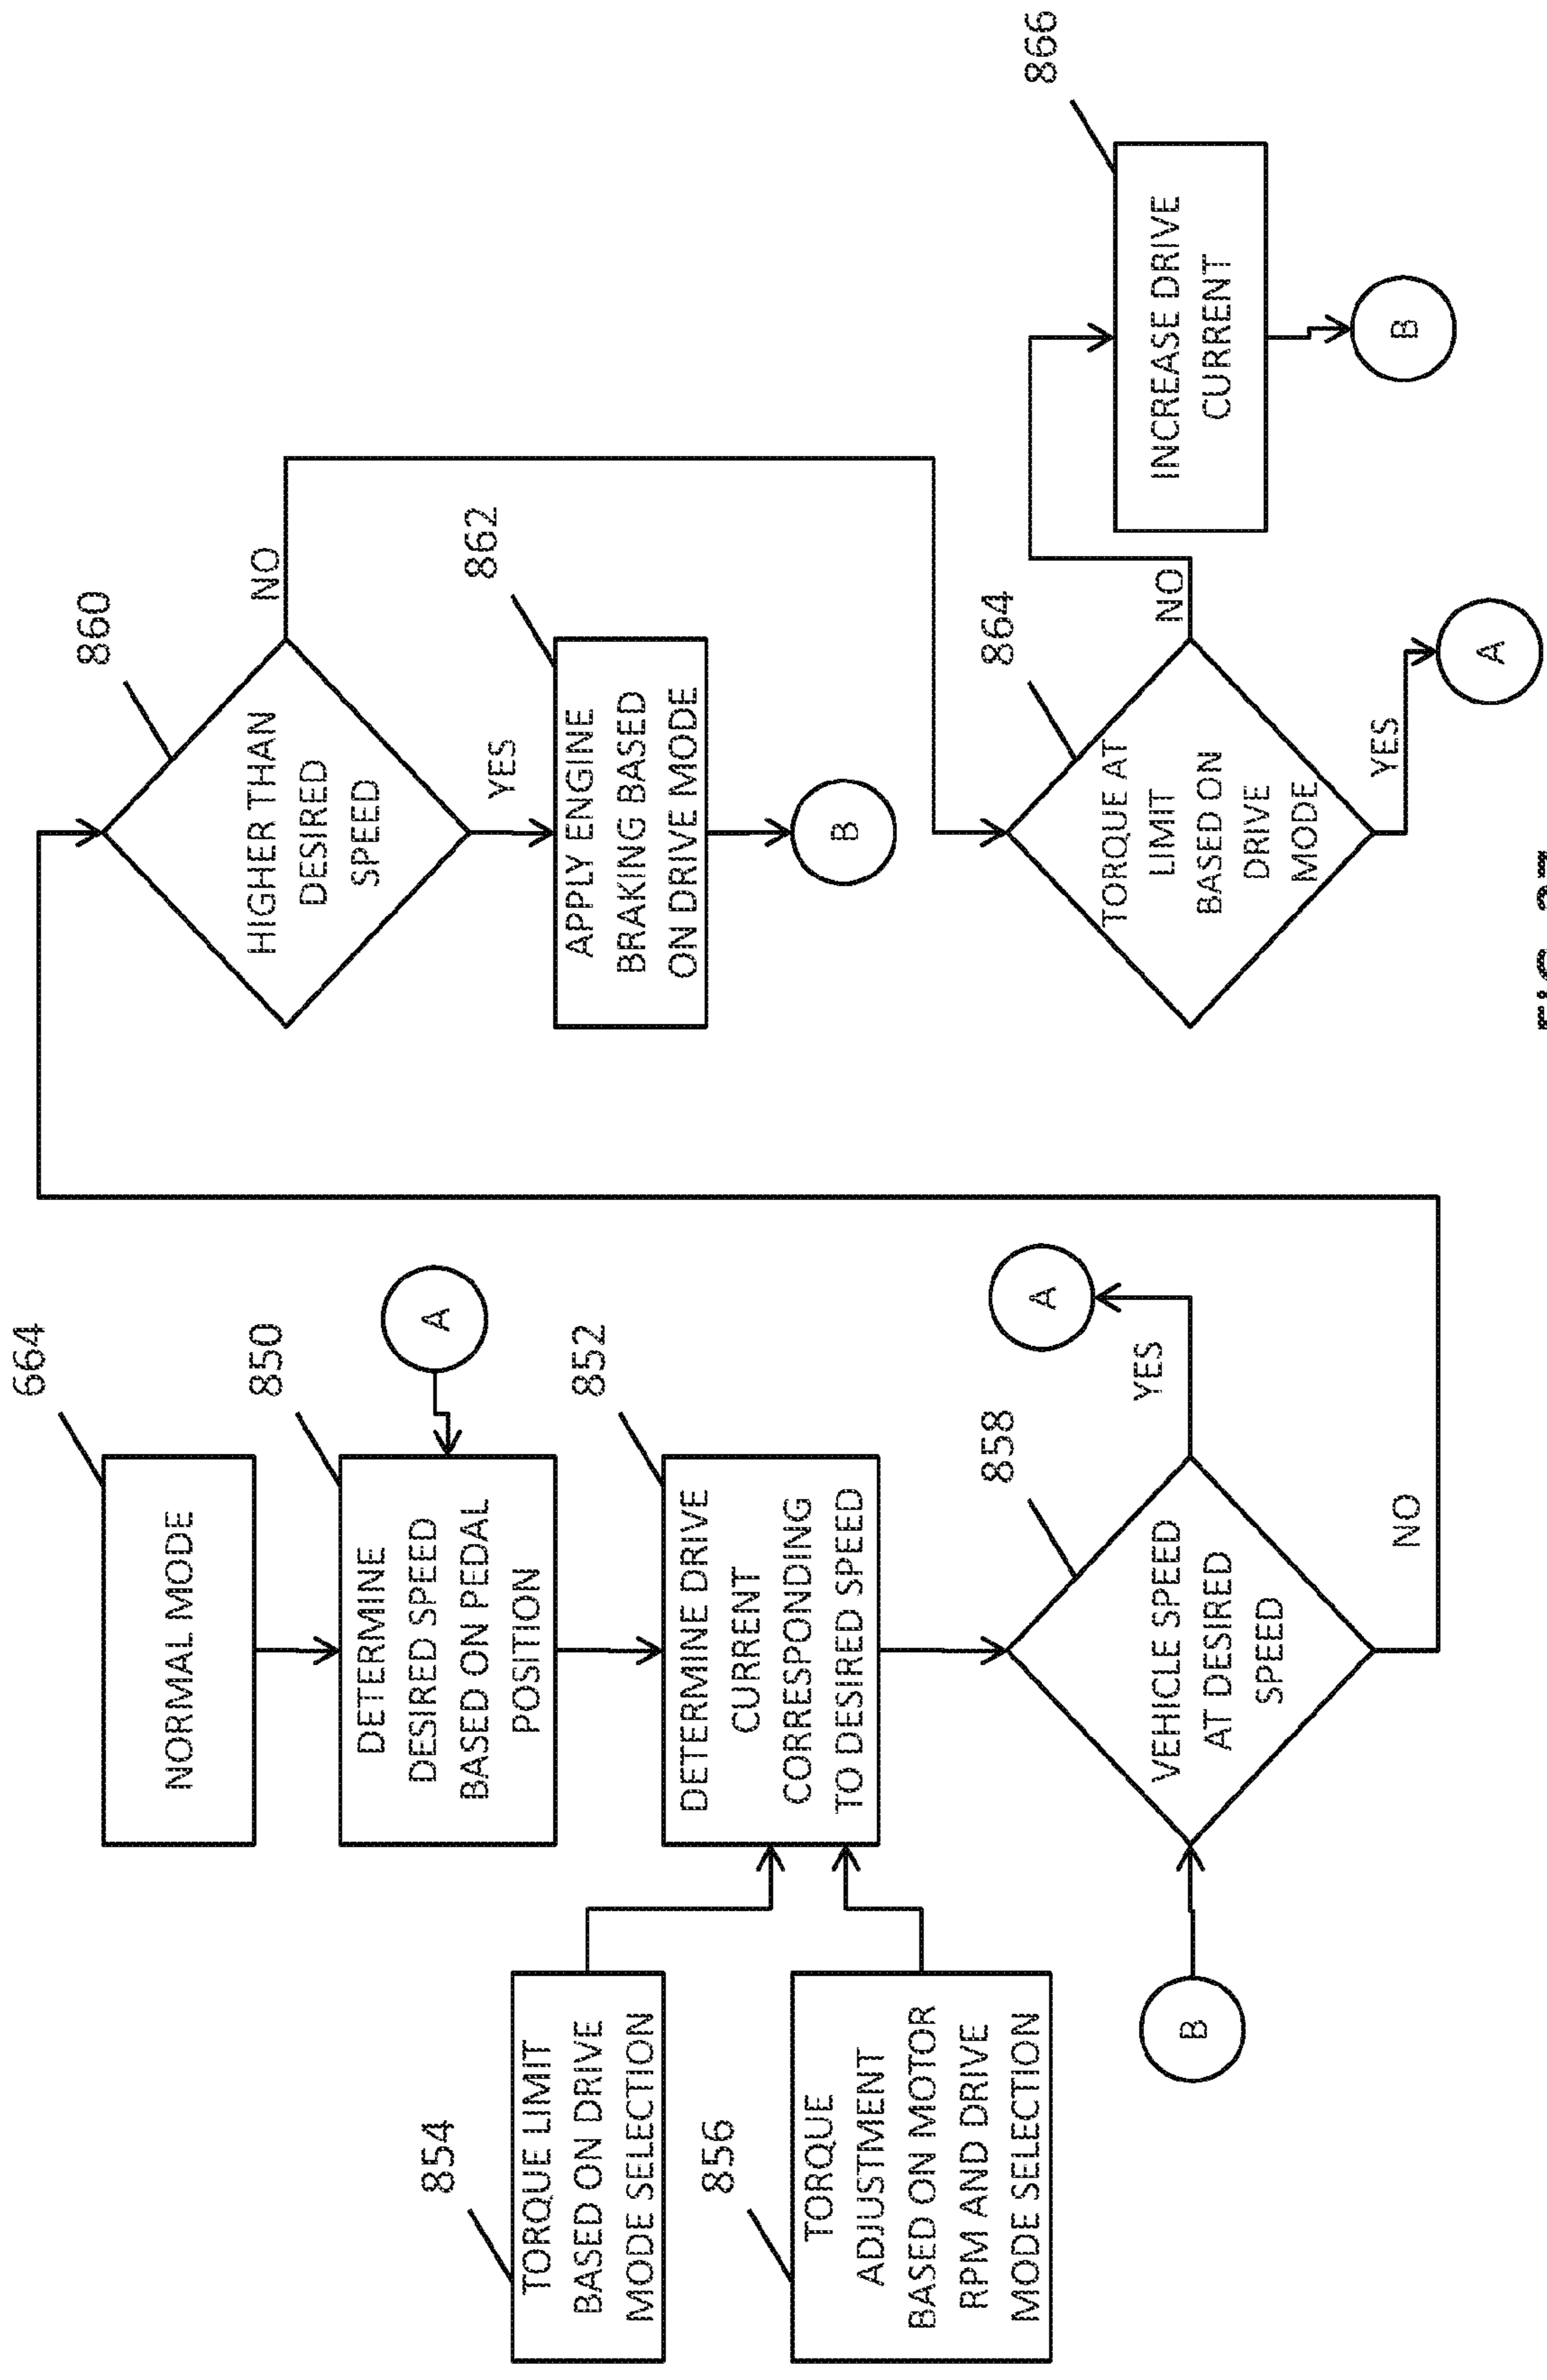 664
NORMAL MODE
850
DETERMINE
DESIRED SPEED
BASED ON PEDAL
POSITION
A
854
TORQUE LIMIT
BASED ON DRIVE
MODE SELECTION
852
DETERMINE DRIVE
CURRENT
CORRESPONDING
TO DESIRED SPEED
856
TORQUE
ADJUSTMENT
BASED ON MOTOR
RPM AND DRIVE
MODE SELECTION
B
858
VEHICLE SPEED
AT DESIRED
SPEED
YES
A
NO
860
HIGHER THAN
DESIRED
SPEED
NO
YES
862
APPLY ENGINE
BRAKING BASED
ON DRIVE MODE
B
864
TORQUE AT
LIMIT
BASED ON
DRIVE
MODE
NO
YES
A
866
INCREASE DRIVE
CURRENT
B